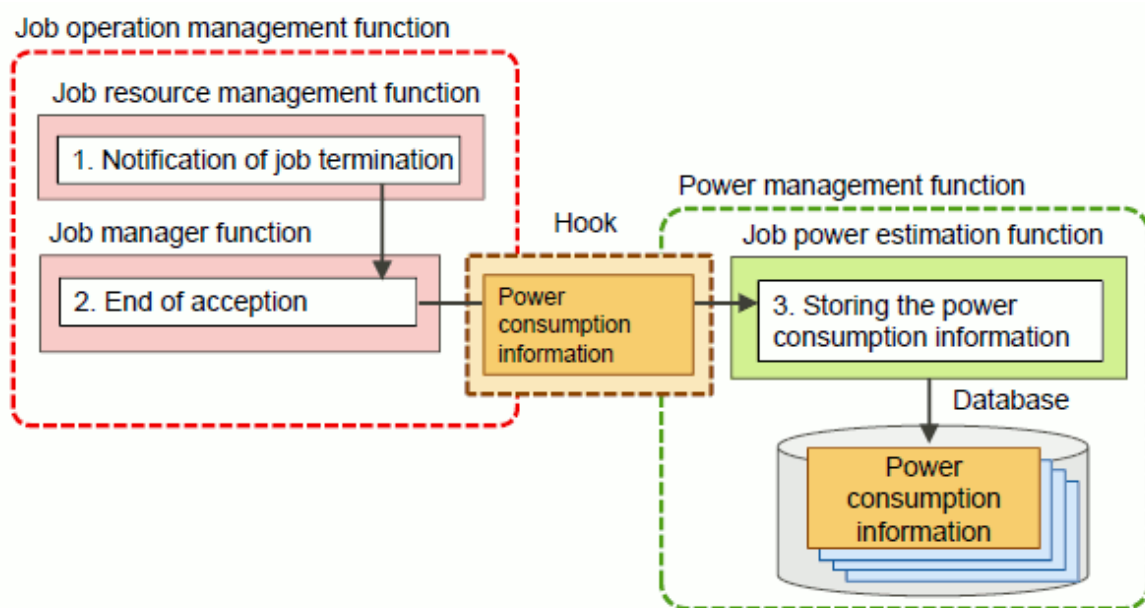 Job operation management function
Job resource management function
1. Notification of job termination
Job manager function
2. End of acception
Hook
Power
consumption
information
Power management function
Job power estimation function
3. Storing the power
consumption information
Database
Power
consumption
information